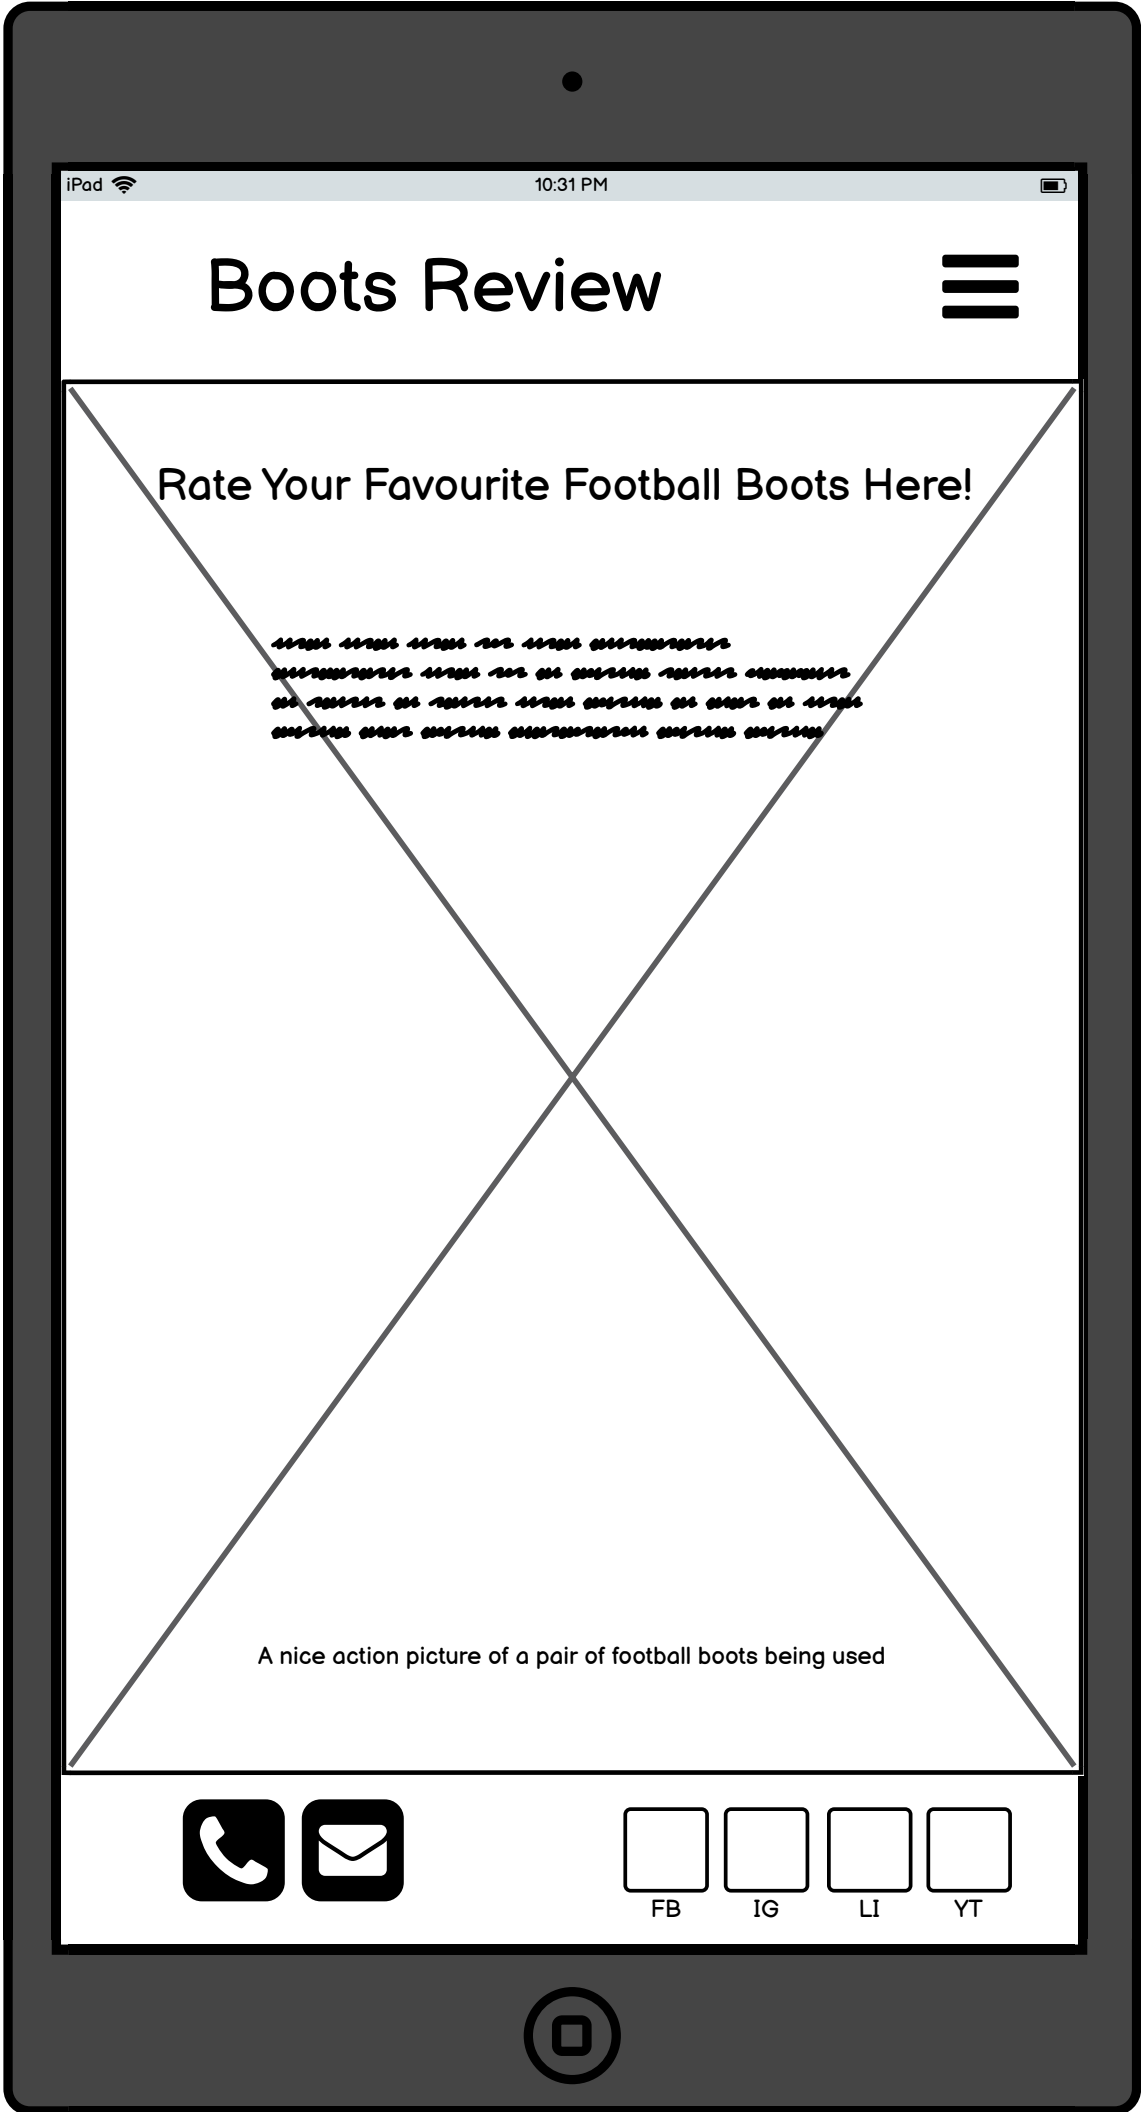 iPad 10:31 PM
Boots Review
Rate Your Favourite Football Boots Here!
A nice action picture of a pair of football boots being used
FB IG LI YT